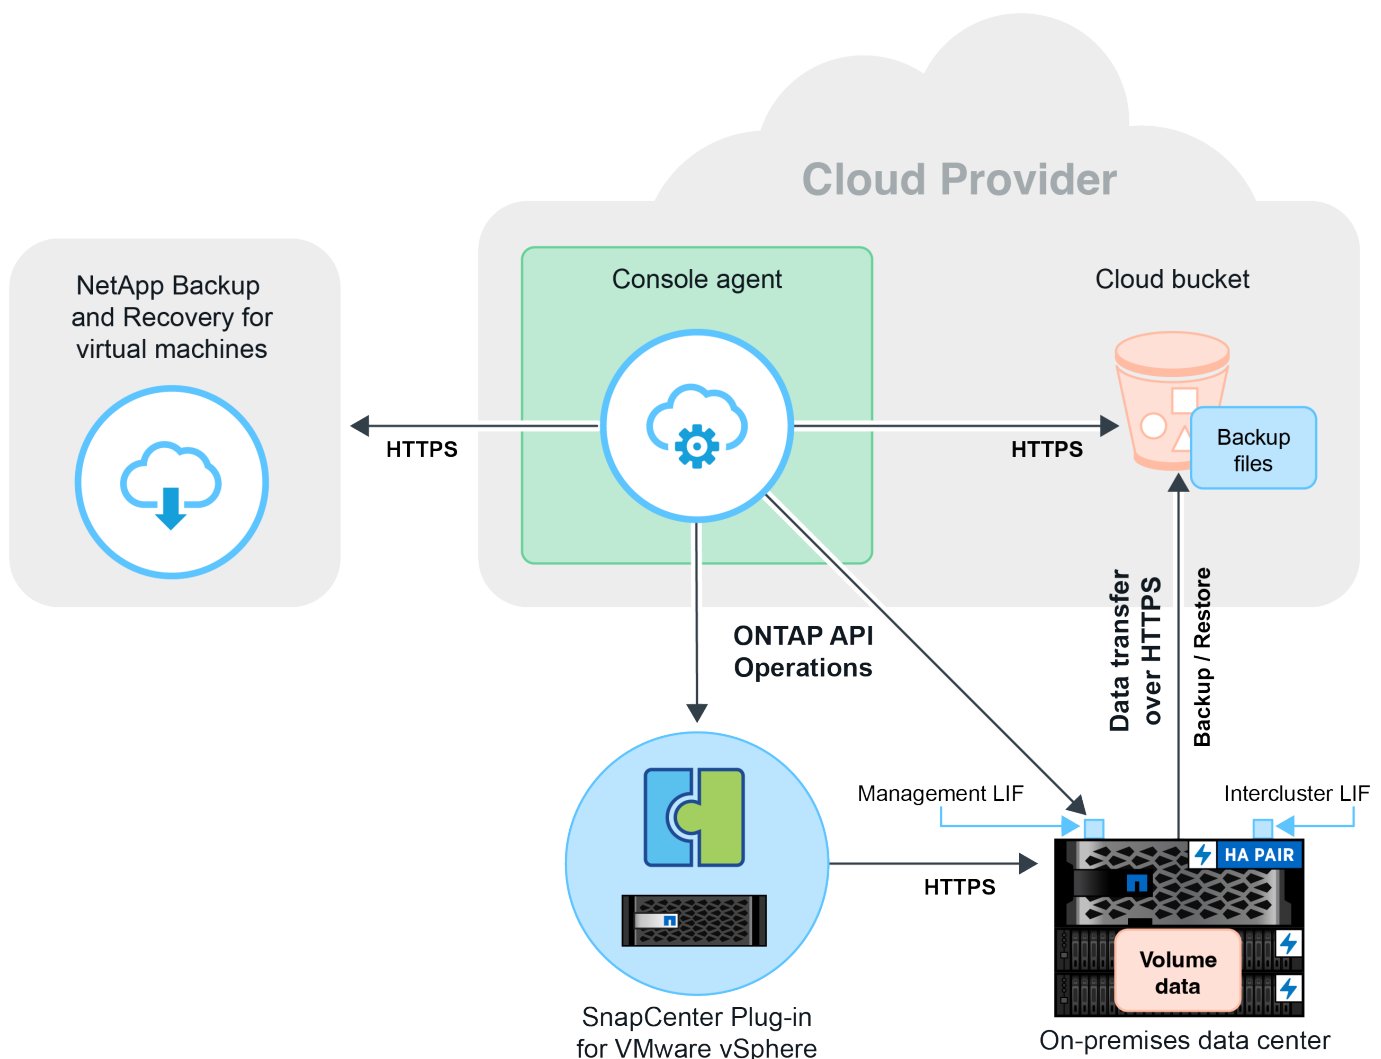 Cloud Provider
NetApp Backup
and Recovery for
virtual machines
Console agent
Cloud bucket
Backup
files
HTTPS
HTTPS
ONTAP API
Operations
Data transfer
over HTTPS
Backup / Restore
Management LIF
Intercluster LIF
HA PAIR
HTTPS
Volume
data
SnapCenter Plug-in
for VMware vSphere
On-premises data center